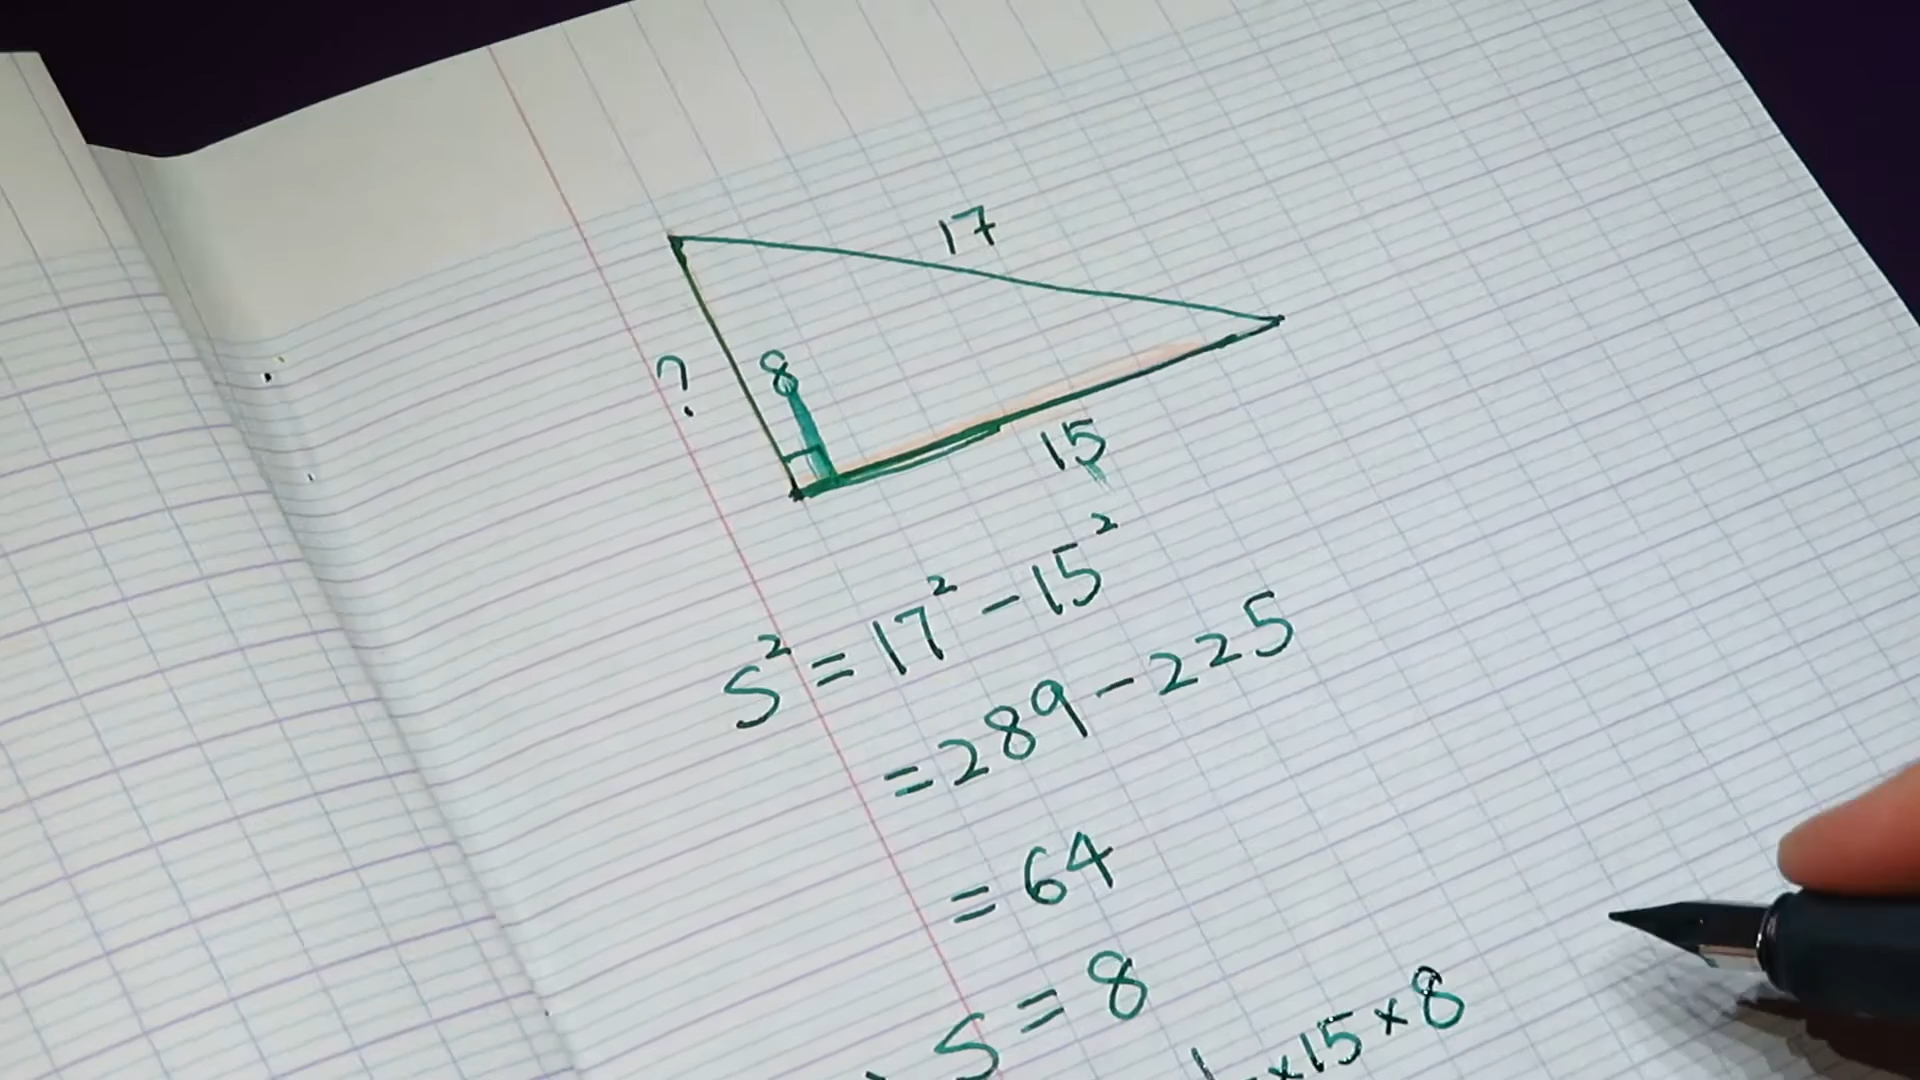 17
?
8
15
S² = 17² - 15²
= 289 - 225
= 64
S = 8
×15×8